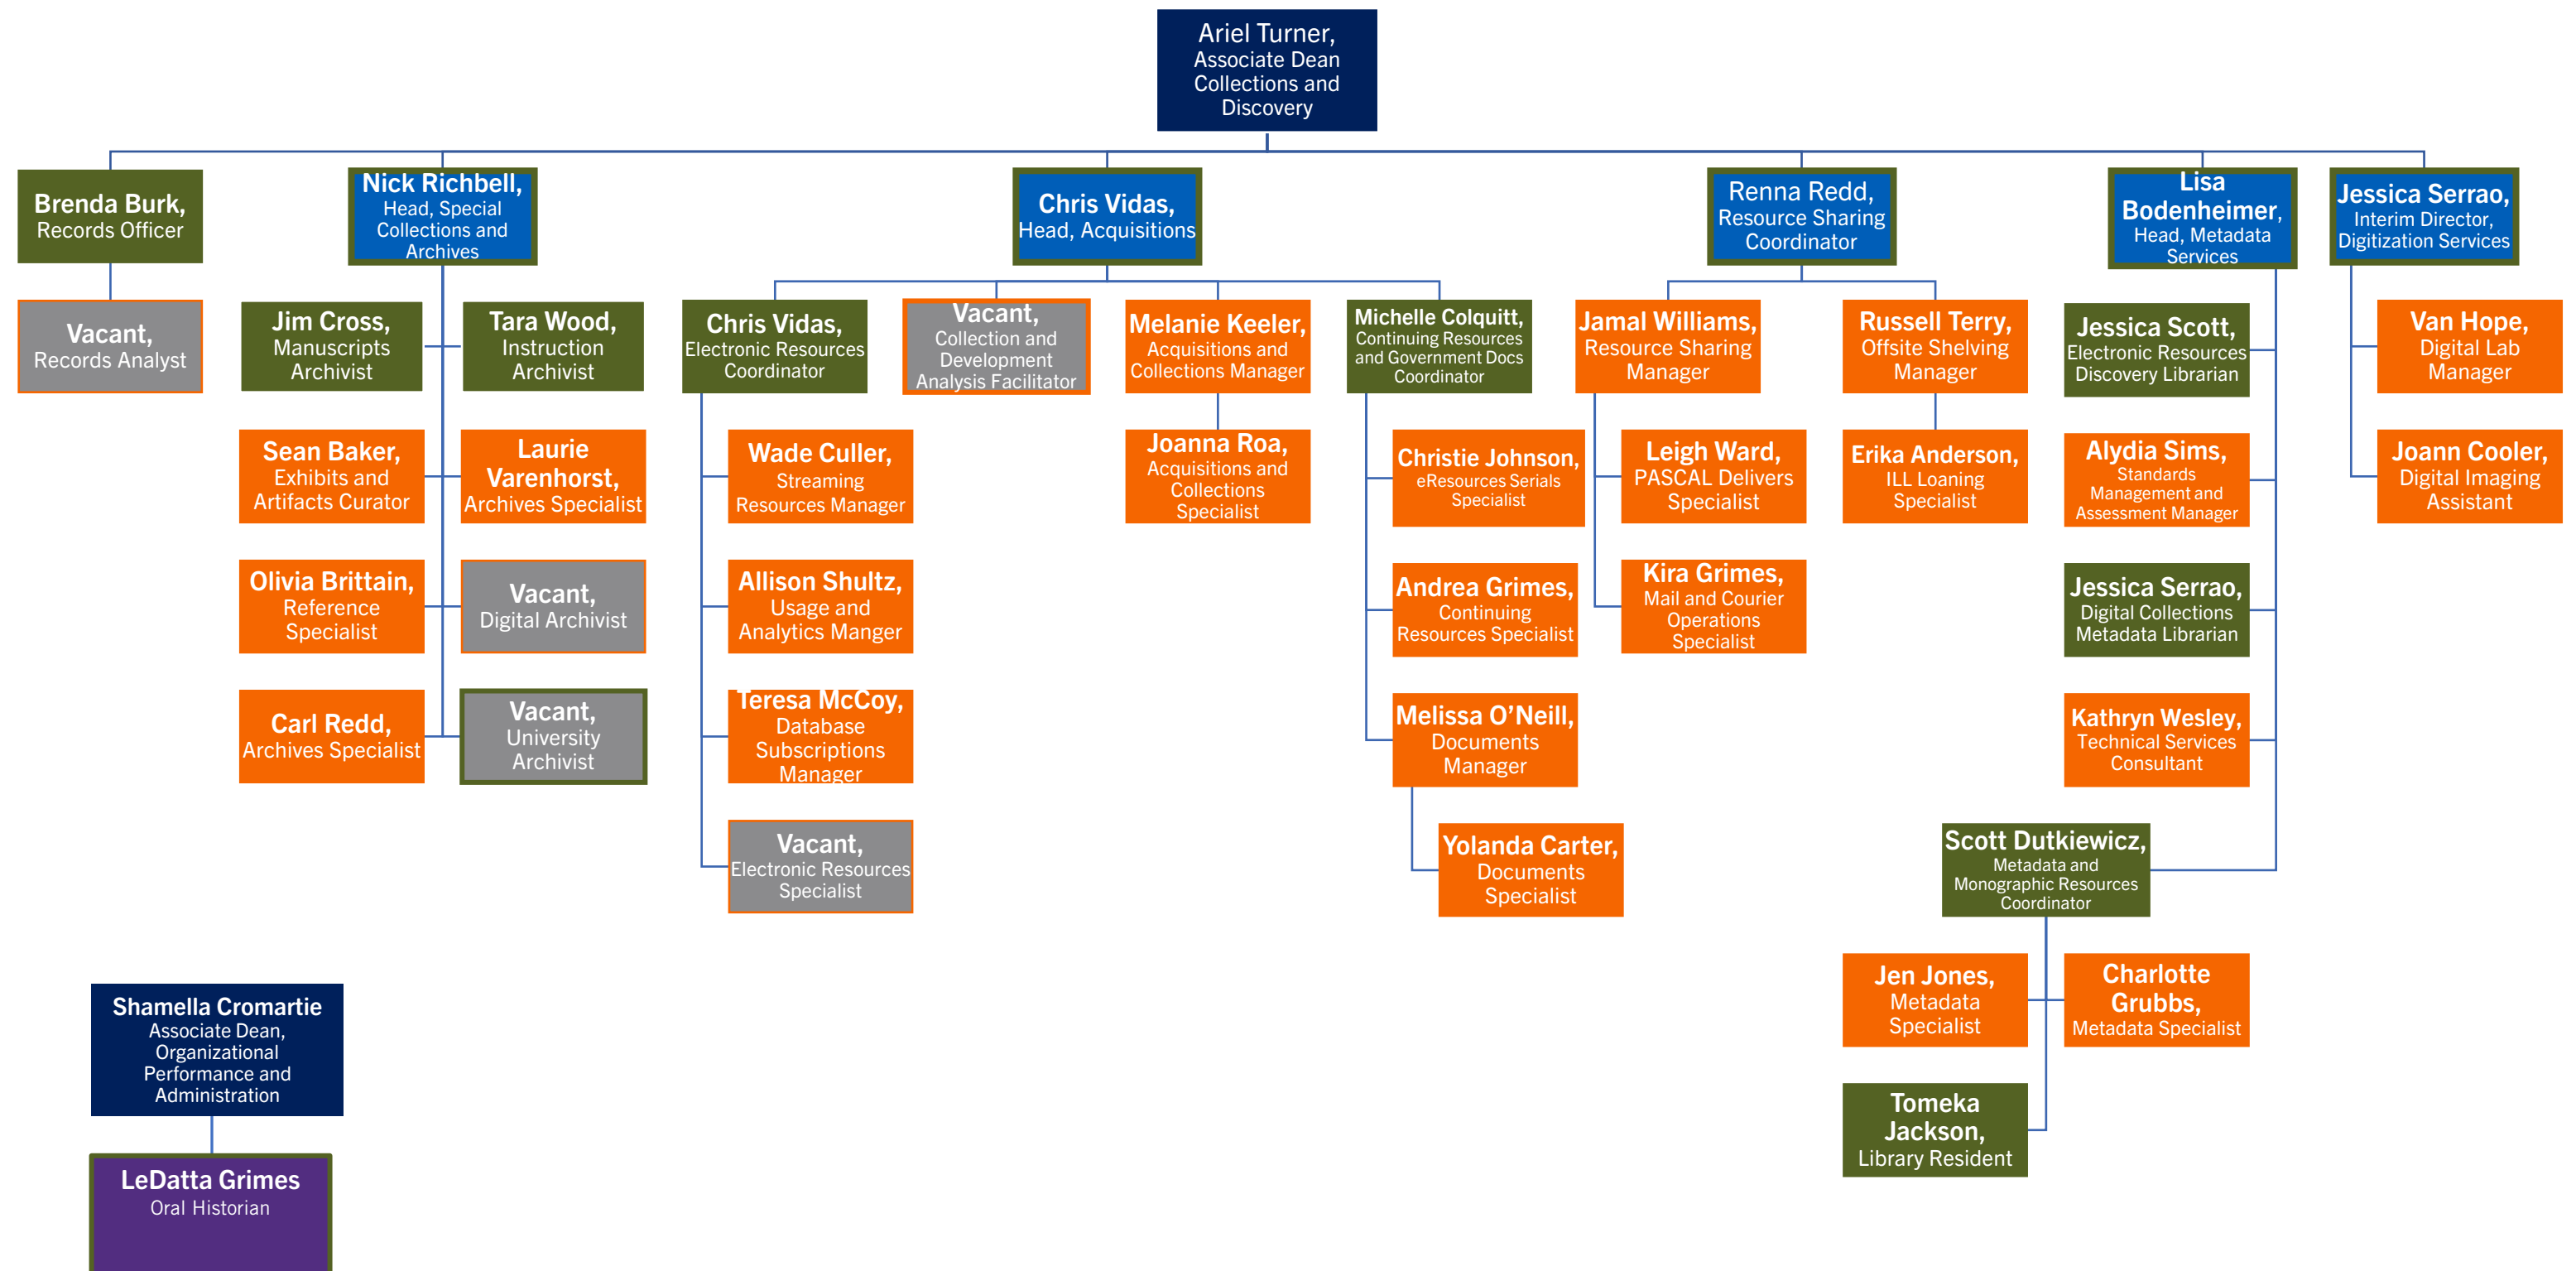 Ariel Turner,
Associate Dean
Collections and
Discovery
Brenda Burk,
Records Officer
Nick Richbell,
Head, Special
Collections and
Archives
Chris Vidas,
Head, Acquisitions
Renna Redd,
Resource Sharing
Coordinator
Lisa
Bodenheimer,
Head, Metadata
Services
Jessica Serrao,
Interim Director,
Digitization Services
Vacant,
Records Analyst
Jim Cross,
Manuscripts
Archivist
Tara Wood,
Instruction
Archivist
Chris Vidas,
Electronic Resources
Coordinator
Vacant,
Collection and
Development
Analysis Facilitator
Melanie Keeler,
Acquisitions and
Collections Manager
Michelle Colquitt,
Continuing Resources
and Government Docs
Coordinator
Jamal Williams,
Resource Sharing
Manager
Russell Terry,
Offsite Shelving
Manager
Jessica Scott,
Electronic Resources
Discovery Librarian
Van Hope,
Digital Lab
Manager
Sean Baker,
Exhibits and
Artifacts Curator
Laurie
Varenhorst,
Archives Specialist
Wade Culler,
Streaming
Resources Manager
Joanna Roa,
Acquisitions and
Collections
Specialist
Christie Johnson,
eResources Serials
Specialist
Leigh Ward,
PASCAL Delivers
Specialist
Erika Anderson,
ILL Loaning
Specialist
Alydia Sims,
Standards
Management and
Assessment Manager
Joann Cooler,
Digital Imaging
Assistant
Olivia Brittain,
Reference
Specialist
Vacant,
Digital Archivist
Allison Shultz,
Usage and
Analytics Manger
Andrea Grimes,
Continuing
Resources Specialist
Kira Grimes,
Mail and Courier
Operations
Specialist
Jessica Serrao,
Digital Collections
Metadata Librarian
Carl Redd,
Archives Specialist
Vacant,
University
Archivist
Teresa McCoy,
Database
Subscriptions
Manager
Melissa O’Neill,
Documents
Manager
Kathryn Wesley,
Technical Services
Consultant
Vacant,
Electronic Resources
Specialist
Yolanda Carter,
Documents
Specialist
Scott Dutkiewicz,
Metadata and
Monographic Resources
Coordinator
Jen Jones,
Metadata
Specialist
Charlotte
Grubbs,
Metadata Specialist
Tomeka
Jackson,
Library Resident
Shamella Cromartie
Associate Dean,
Organizational
Performance and
Administration
LeDatta Grimes
Oral Historian